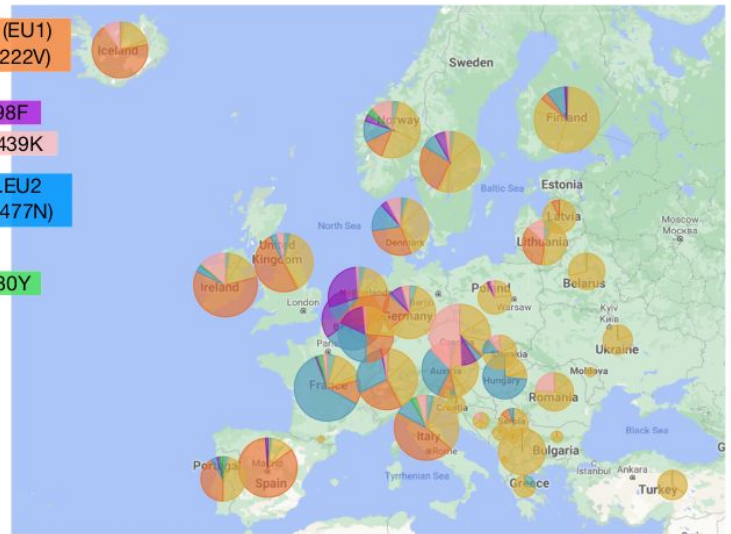 (EU1)
222V)
98F
439K
.EU2
477N)
30Y
Iceland
Sweden
Norway
Finland
Estonia
Baltic Sea
Latvia
Moscow
Москва
North Sea
Denmark
Lithuania
United
Kingdom
Belarus
London
Berlin
Poland
Warsaw
Germany
Kyiv
Київ
Ukraine
France
Austria
Hungary
Moldova
Romania
Croatia
Serbia
Italy
Rome
Bulgaria
Black Sea
Portugal
Madrid
Spain
Tyrrhenian Sea
Greece
Istanbul
Ankara
Turkey
G